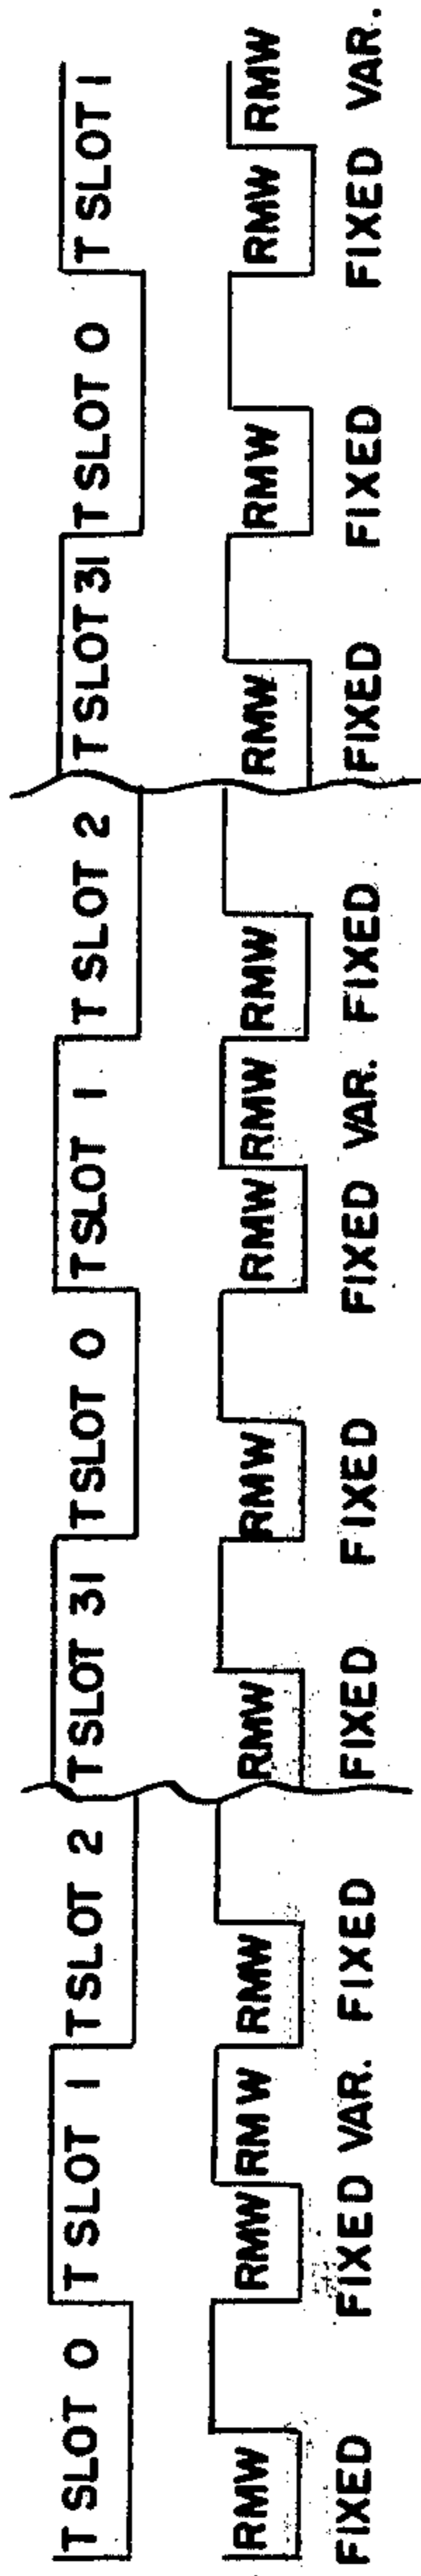 T SLOT 0 T SLOT 1 T SLOT 2 T SLOT 31 T SLOT 0 T SLOT 1 T SLOT 2 T SLOT 31 T SLOT 0 T SLOT 1
RMW RMW RMW RMW RMW RMW RMW RMW RMW RMW RMW RMW RMW
FIXED FIXED VAR. FIXED FIXED FIXED FIXED VAR. FIXED FIXED FIXED FIXED VAR.